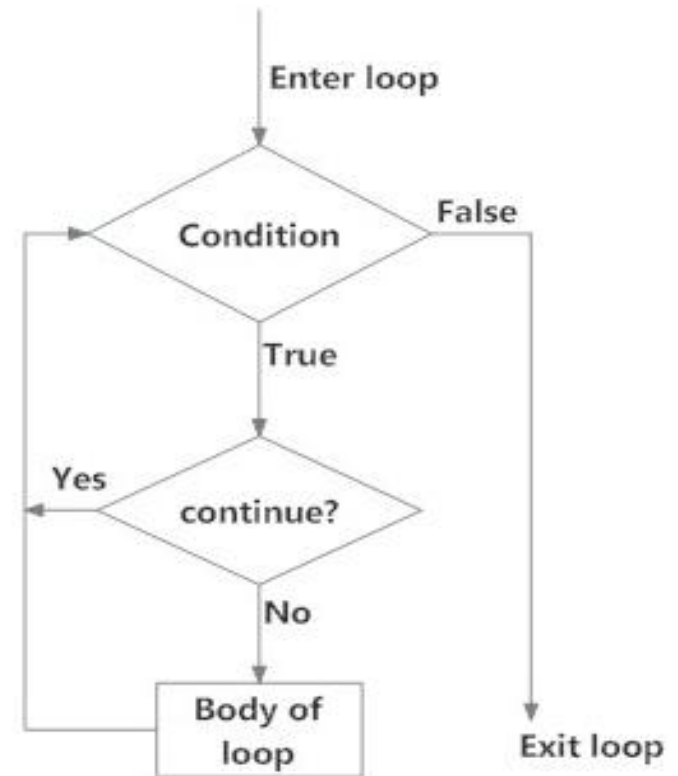 Enter loop
False
Condition
True
Yes
continue?
No
Body of
loop
Exit loop